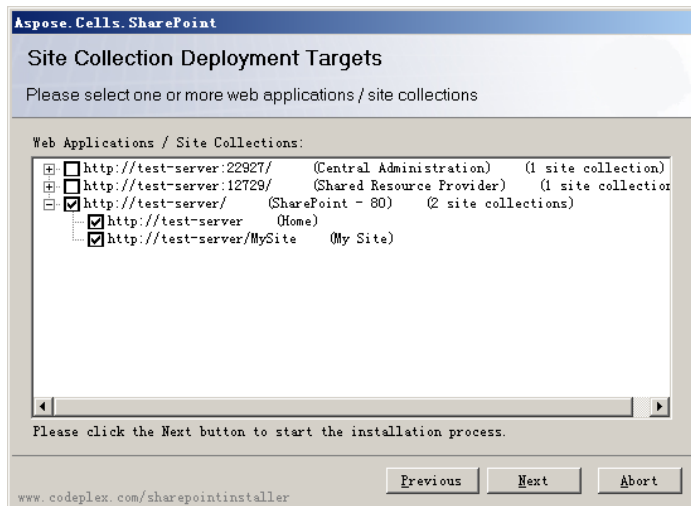 Aspose.Cells.SharePoint
Site Collection Deployment Targets
Please select one or more web applications / site collections
Web Applications / Site Collections:
http://test-server:22927/ (Central Administration) (1 site collection)
http://test-server:12729/ (Shared Resource Provider) (1 site collection
http://test-server/ (SharePoint - 80) (2 site collections)
http://test-server (Home)
http://test-server/MySite (My Site)
Please click the Next button to start the installation process.
Previous Next Abort
www.codeplex.com/sharepointinstaller